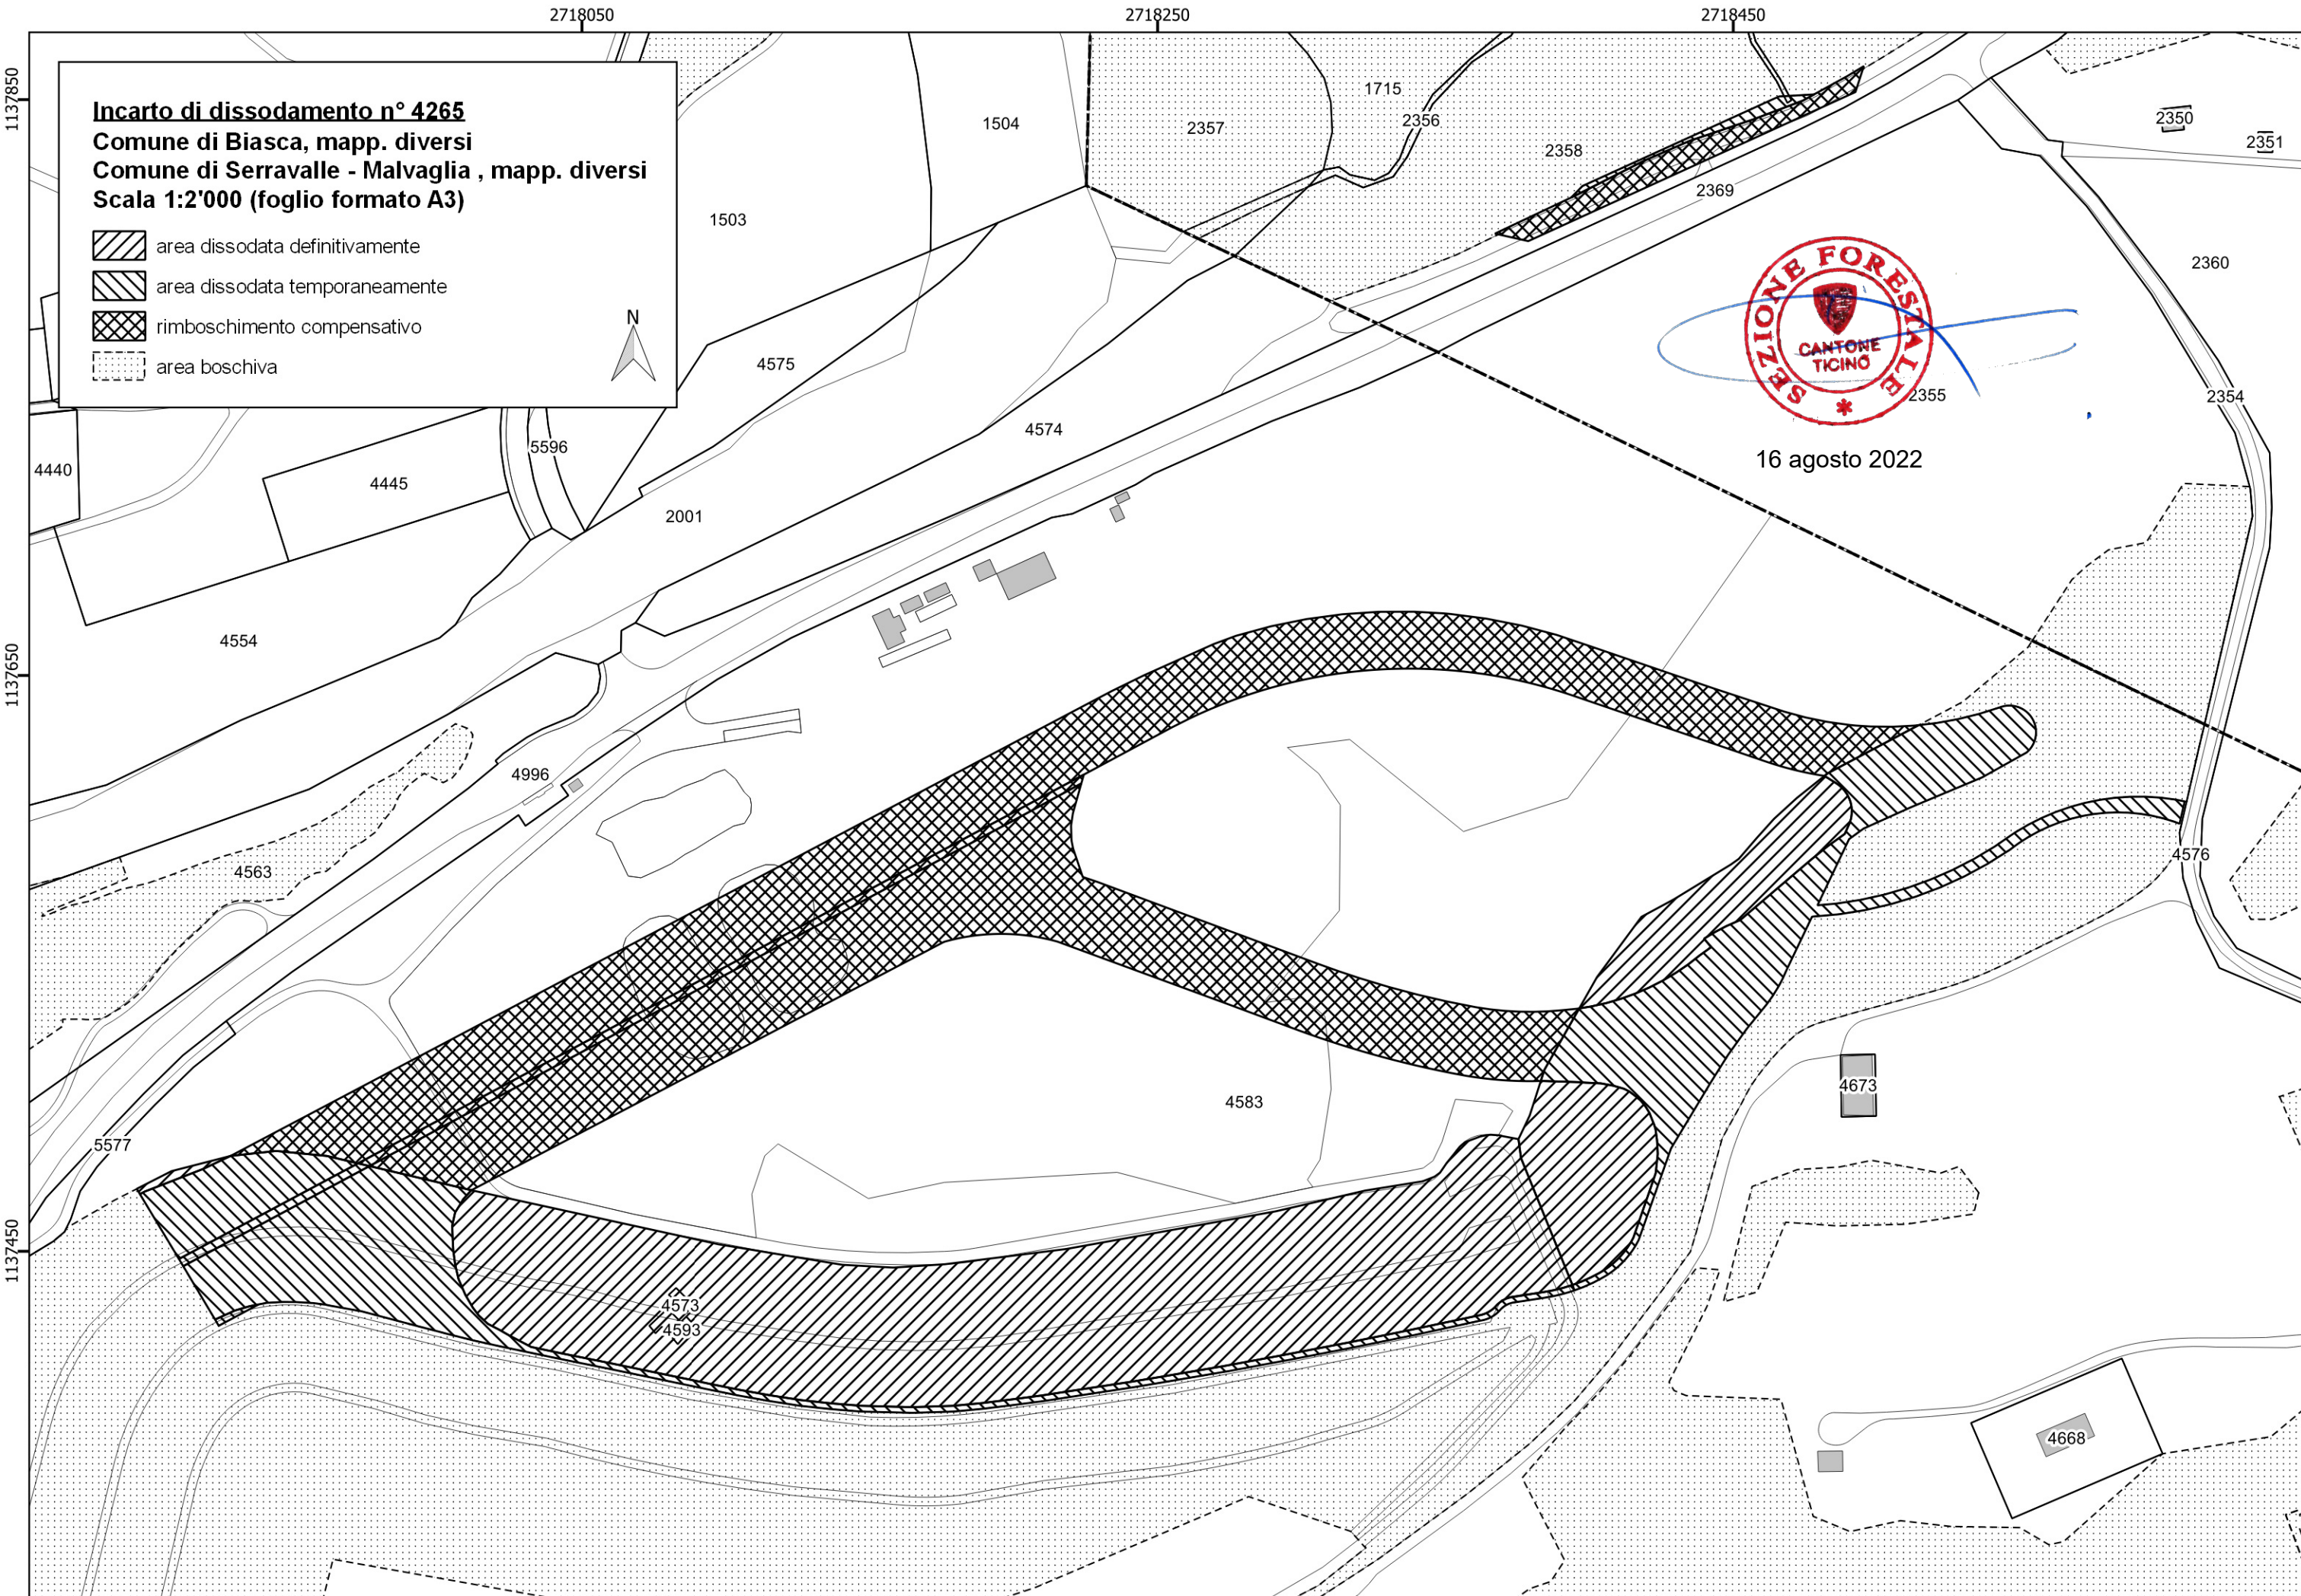 2718050
2718250
2718450
1137850
1137650
1137450
Incarto di dissodamento n° 4265
Comune di Biasca, mapp. diversi
Comune di Serravalle - Malvaglia , mapp. diversi
Scala 1:2'000 (foglio formato A3)
area dissodata definitivamente
area dissodata temporaneamente
rimboschimento compensativo
area boschiva
N
1715
2357
2356
2358
1504
1503
2350
2351
2369
2360
SEZIONE FORESTALE
CANTONE
TICINO
2355
2354
16 agosto 2022
4575
4574
5596
4440
4445
2001
4554
4996
4563
4576
4673
4583
5577
4573
4593
4668